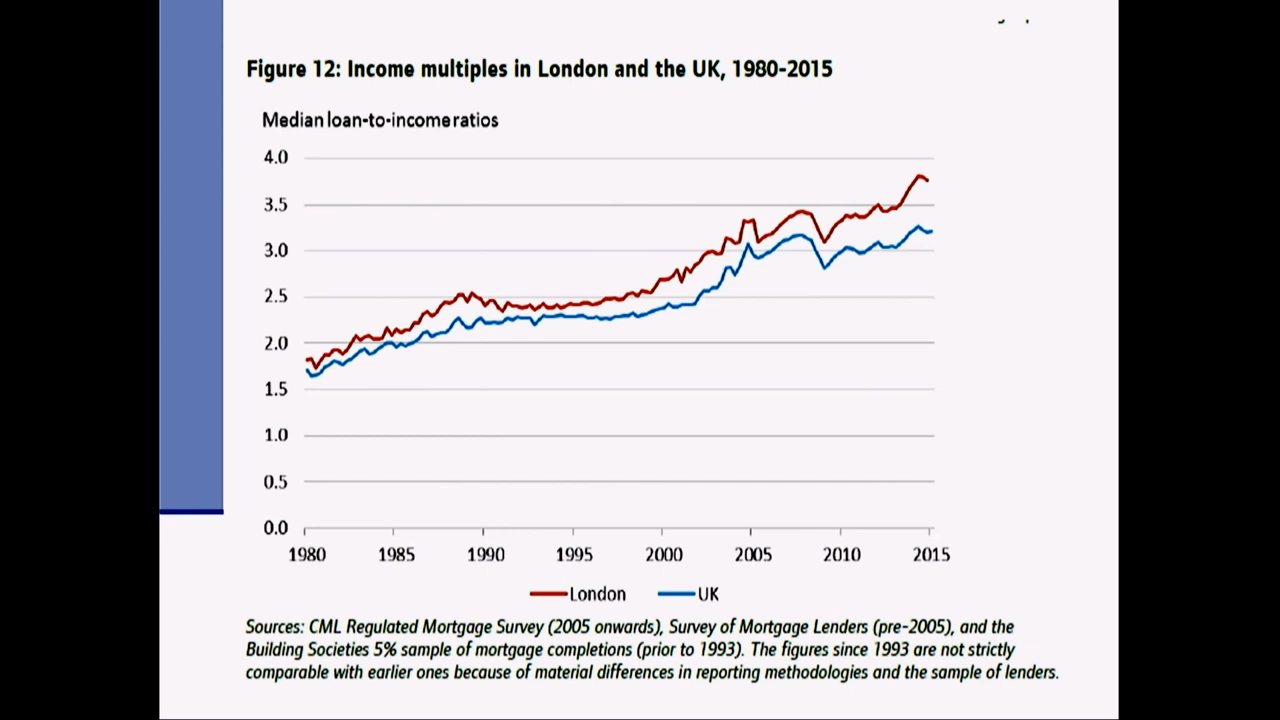 Figure 12: Income multiples in London and the UK, 1980-2015
Median loan-to-income ratios
4.0
3.5
3.0
2.5
2.0
1.5
1.0
0.5
0.0
1980 1985 1990 1995 2000 2005 2010 2015
London UK
Sources: CML Regulated Mortgage Survey (2005 onwards), Survey of Mortgage Lenders (pre-2005), and the
Building Societies 5% sample of mortgage completions (prior to 1993). The figures since 1993 are not strictly
comparable with earlier ones because of material differences in reporting methodologies and the sample of lenders.